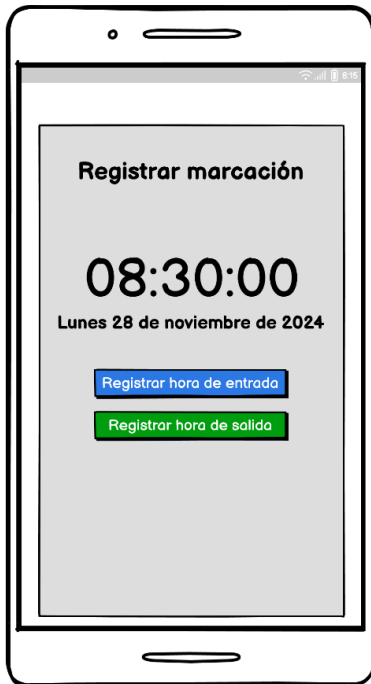 8:15
Registrar marcación
08:30:00
Lunes 28 de noviembre de 2024
Registrar hora de entrada
Registrar hora de salida